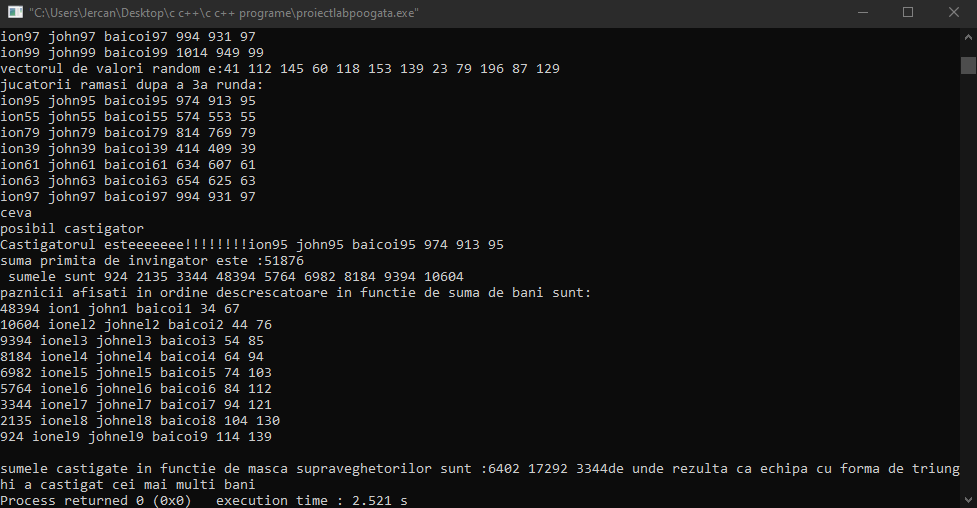 "C:\Users\Jercan\Desktop\c c++\c c++ programe\proiectlabpoogata.exe"
ion97 john97 baicoi97 994 931 97
ion99 john99 baicoi99 1014 949 99
vectorul de valori random e:41 112 145 60 118 153 139 23 79 196 87 129
jucatorii ramasi dupa a 3a runda:
ion95 john95 baicoi95 974 913 95
ion55 john55 baicoi55 574 553 55
ion79 john79 baicoi79 814 769 79
ion39 john39 baicoi39 414 409 39
ion61 john61 baicoi61 634 607 61
ion63 john63 baicoi63 654 625 63
ion97 john97 baicoi97 994 931 97
ceva
posibil castigator
Castigatorul esteeeeeee!!!!!!!!ion95 john95 baicoi95 974 913 95
suma primita de invingator este :51876
sumele sunt 924 2135 3344 48394 5764 6982 8184 9394 10604
paznicii afisati in ordine descrescatoare in functie de suma de bani sunt:
48394 ion1 john1 baicoi1 34 67
10604 ionel2 johnel2 baicoi2 44 76
9394 ionel3 johnel3 baicoi3 54 85
8184 ionel4 johnel4 baicoi4 64 94
6982 ionel5 johnel5 baicoi5 74 103
5764 ionel6 johnel6 baicoi6 84 112
3344 ionel7 johnel7 baicoi7 94 121
2135 ionel8 johnel8 baicoi8 104 130
924 ionel9 johnel9 baicoi9 114 139
sumele castigate in functie de masca supraveghetorilor sunt :6402 17292 3344de unde rezulta ca echipa cu forma de triung
hi a castigat cei mai multi bani
Process returned 0 (0x0)   execution time : 2.521 s